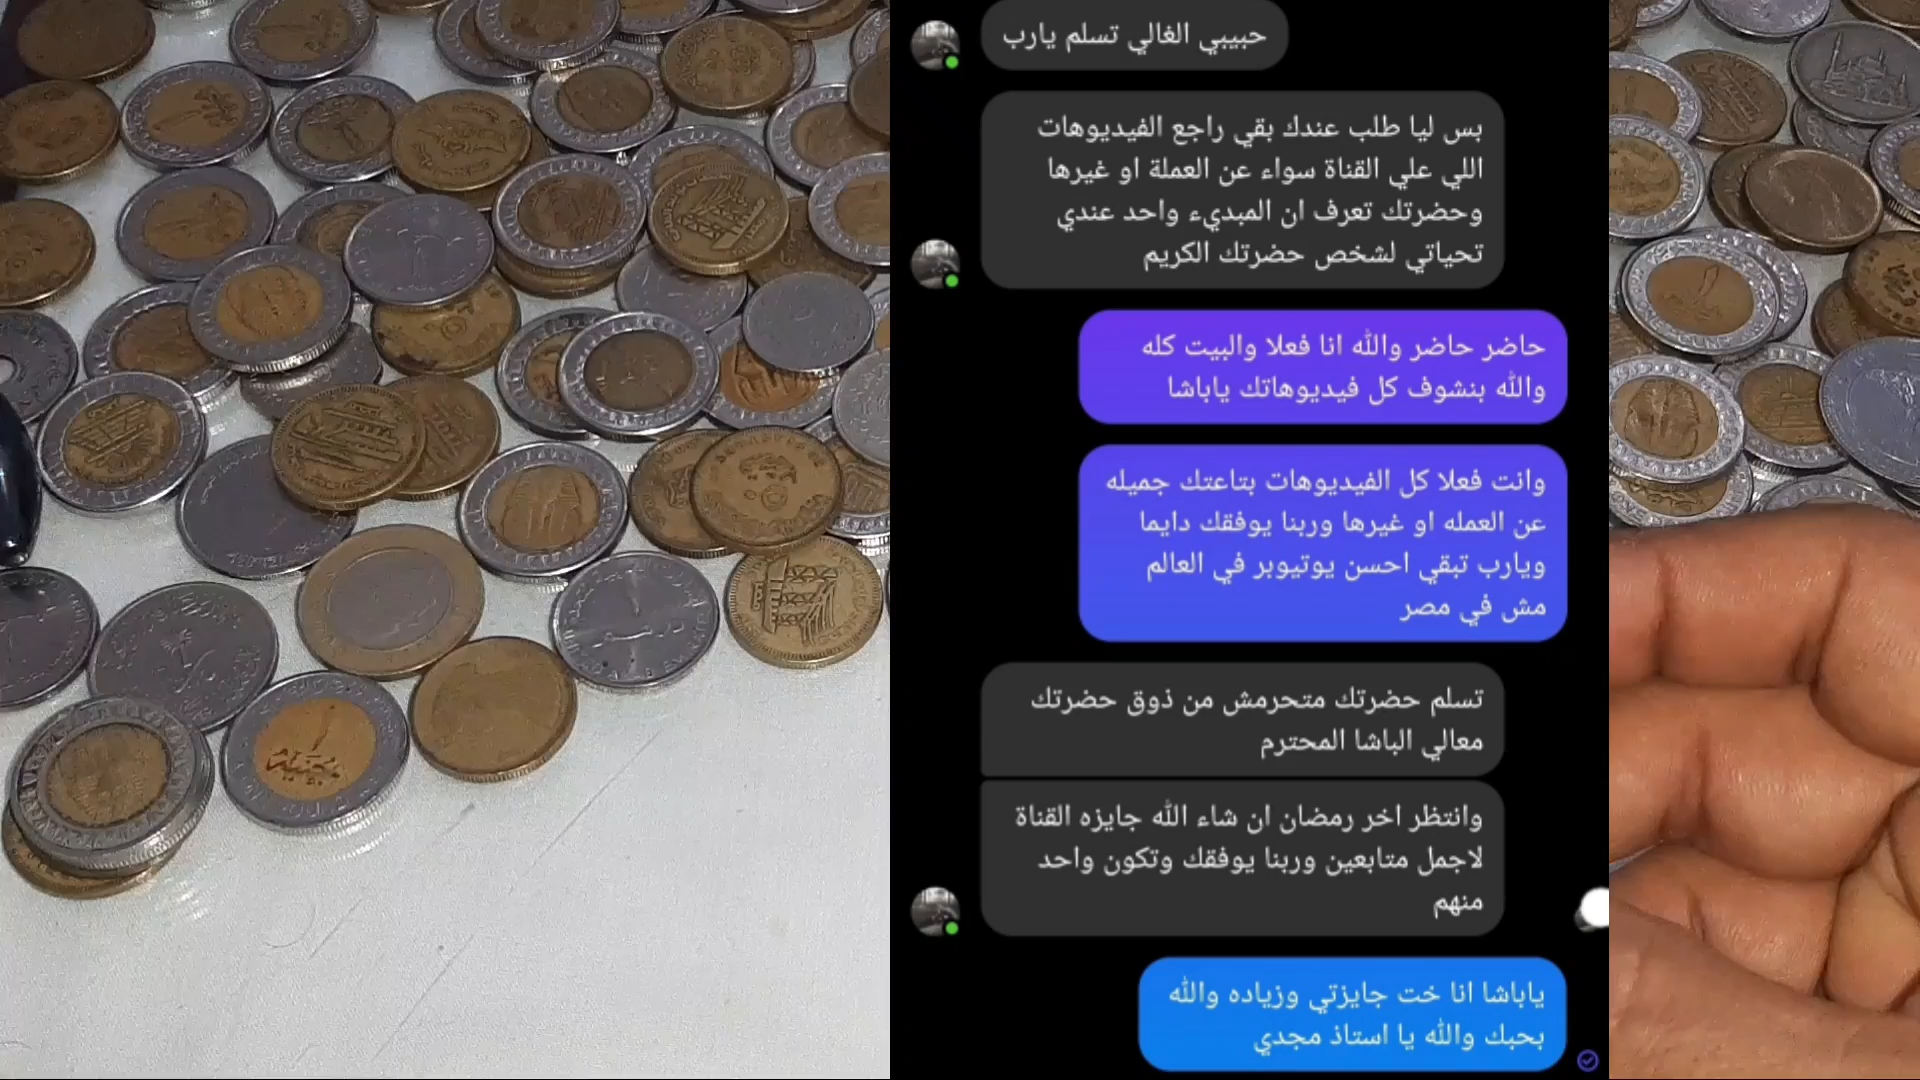 حبيبي الغالي تسلم يارب
بس ليا طلب عندك بقي راجع الفيديوهات
اللي علي القناة سواء عن العملة او غيرها
وحضرتك تعرف ان المبديء واحد عندي
تحياتي لشخص حضرتك الكريم
حاضر حاضر والله انا فعلا والبيت كله
والله بنشوف كل فيديوهاتك ياباشا
وانت فعلا كل الفيديوهات بتاعتك جميله
عن العمله او غيرها وربنا يوفقك دايما
ويارب تبقي احسن يوتيوبر في العالم
مش في مصر
تسلم حضرتك متحرمش من ذوق حضرتك
معالي الباشا المحترم
وانتظر اخر رمضان ان شاء الله جايزه القناة
لاجمل متابعين وربنا يوفقك وتكون واحد
منهم
ياباشا انا خت جايزتي وزياده والله
بحبك والله يا استاذ مجدي
١
جنيه